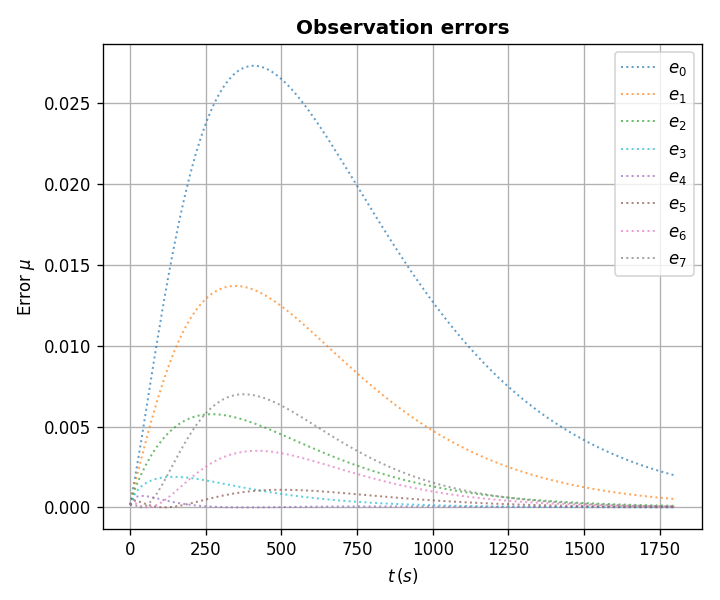 Observation errors
0.025
0.020
0.015
0.010
0.005
0.000
Error μ
0 250 500 750 1000 1250 1500 1750
t (s)
e₀
e₁
e₂
e₃
e₄
e₅
e₆
e₇